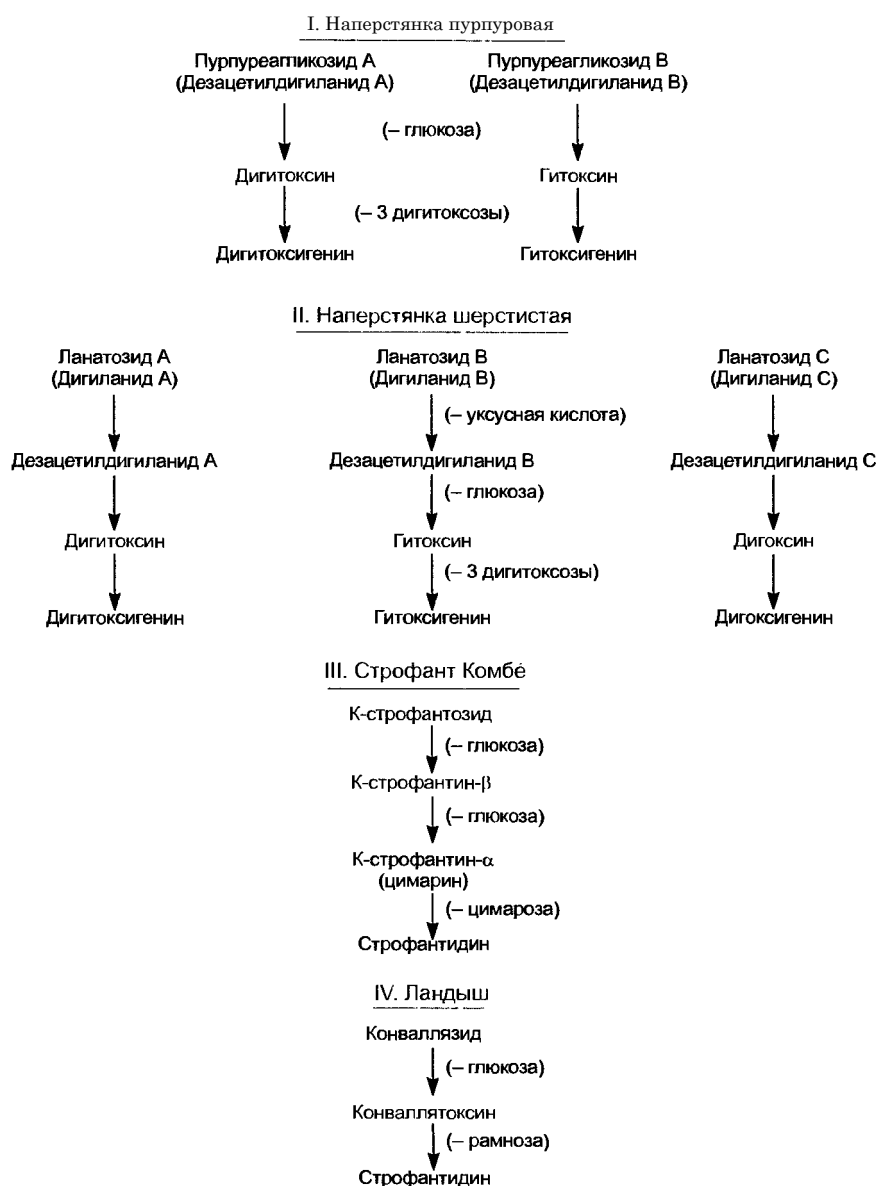 I. Наперстянка пурпуровая
Пурпуреагликозид А
(Дезацетилдигиланид А)
Пурпуреагликозид В
(Дезацетилдигиланид В)
(– глюкоза)
Дигитоксин
Гитоксин
(– 3 дигитоксозы)
Дигитоксигенин
Гитоксигенин
II. Наперстянка шерстистая
Ланатозид А
(Дигиланид А)
Ланатозид В
(Дигиланид В)
Ланатозид С
(Дигиланид С)
(– уксусная кислота)
Дезацетилдигиланид А
Дезацетилдигиланид В
Дезацетилдигиланид С
(– глюкоза)
Дигитоксин
Гитоксин
Дигоксин
(– 3 дигитоксозы)
Дигитоксигенин
Гитоксигенин
Дигоксигенин
III. Строфант Комбé
К-строфантозид
(– глюкоза)
К-строфантин-β
(– глюкоза)
К-строфантин-α
(цимарин)
(– цимароза)
Строфантидин
IV. Ландыш
Конваллязид
(– глюкоза)
Конваллятоксин
(– рамноза)
Строфантидин